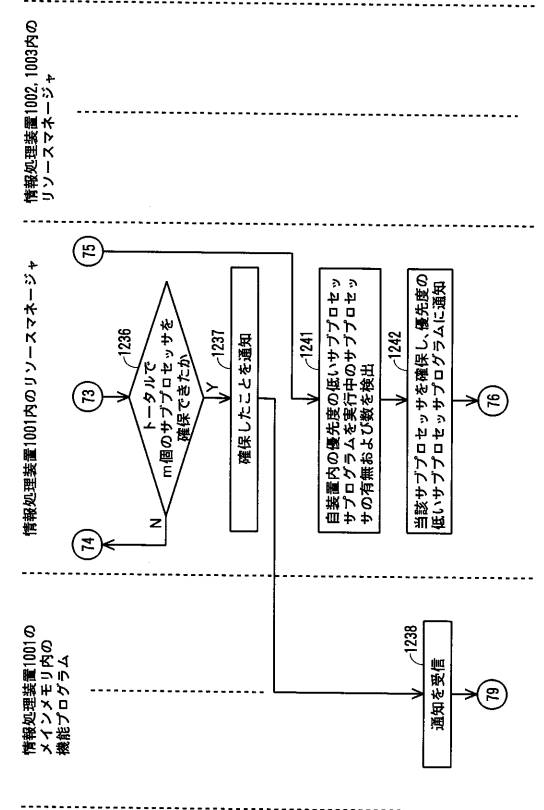 情報処理装置1001の
メインメモリ内の
機能プログラム
情報処理装置1001内のリソースマネージャ
情報処理装置1002, 1003内の
リソースマネージャ
73
75
74
1236
トータルで
m個のサブプロセッサを
確保できたか
N
Y
1237
確保したことを通知
1241
自装置内の優先度の低いサブプロセッ
サプログラムを実行中のサブプロセッ
サの有無および数を検出
1242
当該サブプロセッサを確保し、優先度の
低いサブプロセッサプログラムに通知
76
1238
通知を受信
79